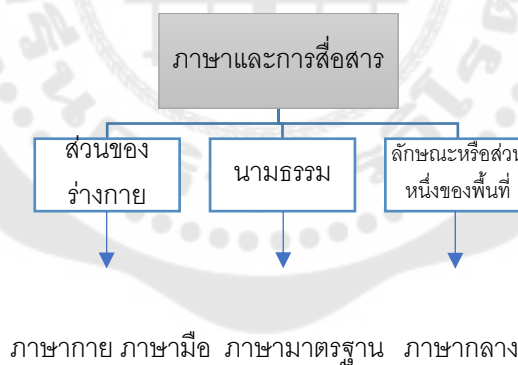 ภาษาและการสื่อสาร
ส่วนของ
ร่างกาย
นามธรรม
ลักษณะหรือส่วน
หนึ่งของพื้นที่
ภาษากาย ภาษามือ ภาษามาตรฐาน ภาษากลาง